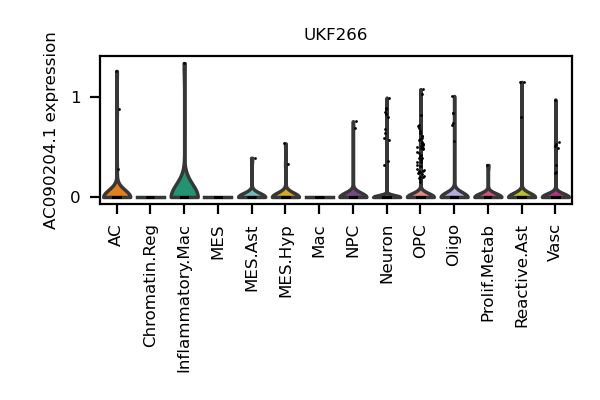 UKF266
AC090204.1 expression
1
0
AC
Chromatin.Reg
Inflammatory.Mac
MES
MES.Ast
MES.Hyp
Mac
NPC
Neuron
OPC
Oligo
Prolif.Metab
Reactive.Ast
Vasc